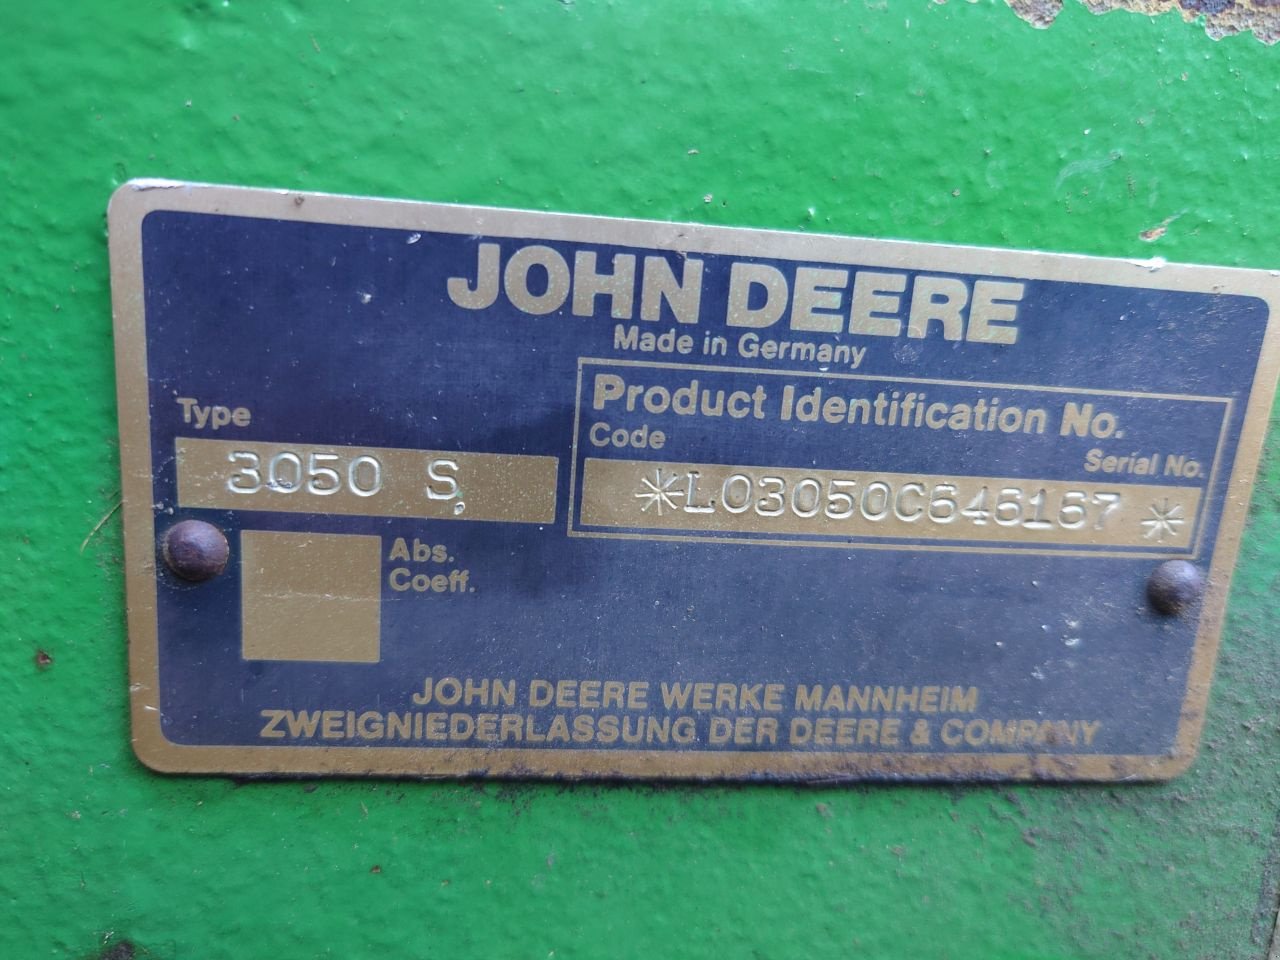 JOHN DEERE
Made in Germany
Product Identification No.
Type
Code
Serial No.
3050 S
*L03050C646167*
Abs.
Coeff.
JOHN DEERE WERKE MANNHEIM
ZWEIGNIEDERLASSUNG DER DEERE & COMPANY